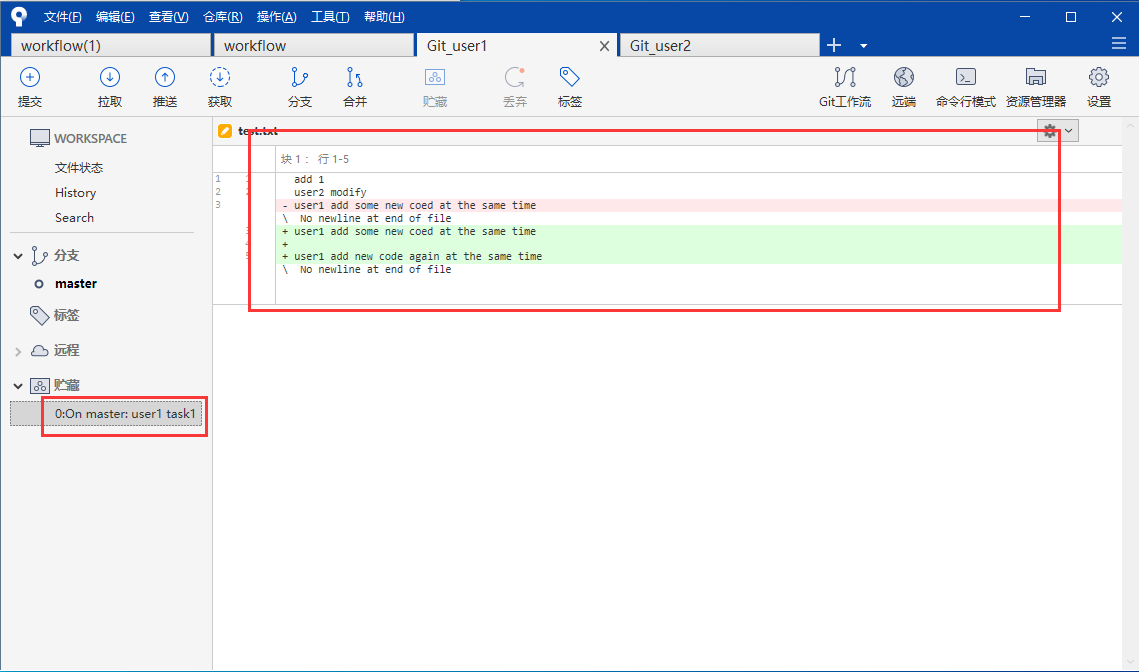 文件(F) 编辑(E) 查看(V) 仓库(R) 操作(A) 工具(T) 帮助(H)
workflow(1) workflow Git_user1 Git_user2
提交 拉取 推送 获取 分支 合并 贮藏 丢弃 标签 Git工作流 远端 命令行模式 资源管理器 设置
WORKSPACE
文件状态
History
Search
分支
master
标签
远程
贮藏
0:On master: user1 task1
test.txt
块 1： 行 1-5
1 1 add 1
2 2 user2 modify
3 - user1 add some new coed at the same time
\ No newline at end of file
3 + user1 add some new coed at the same time
4 +
5 + user1 add new code again at the same time
\ No newline at end of file